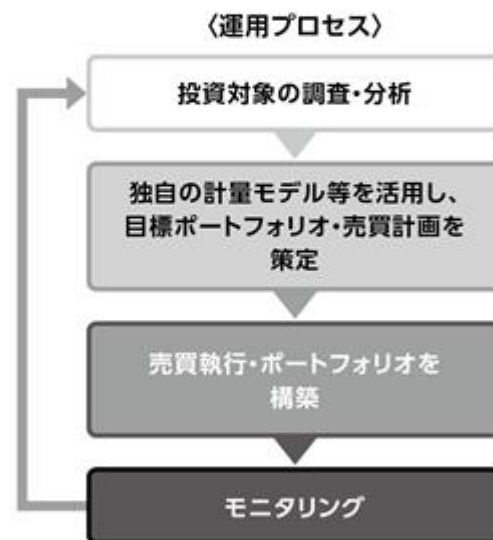 〈運用プロセス〉
投資対象の調査・分析
独自の計量モデル等を活用し、
目標ポートフォリオ・売買計画を
策定
売買執行・ポートフォリオを
構築
モニタリング